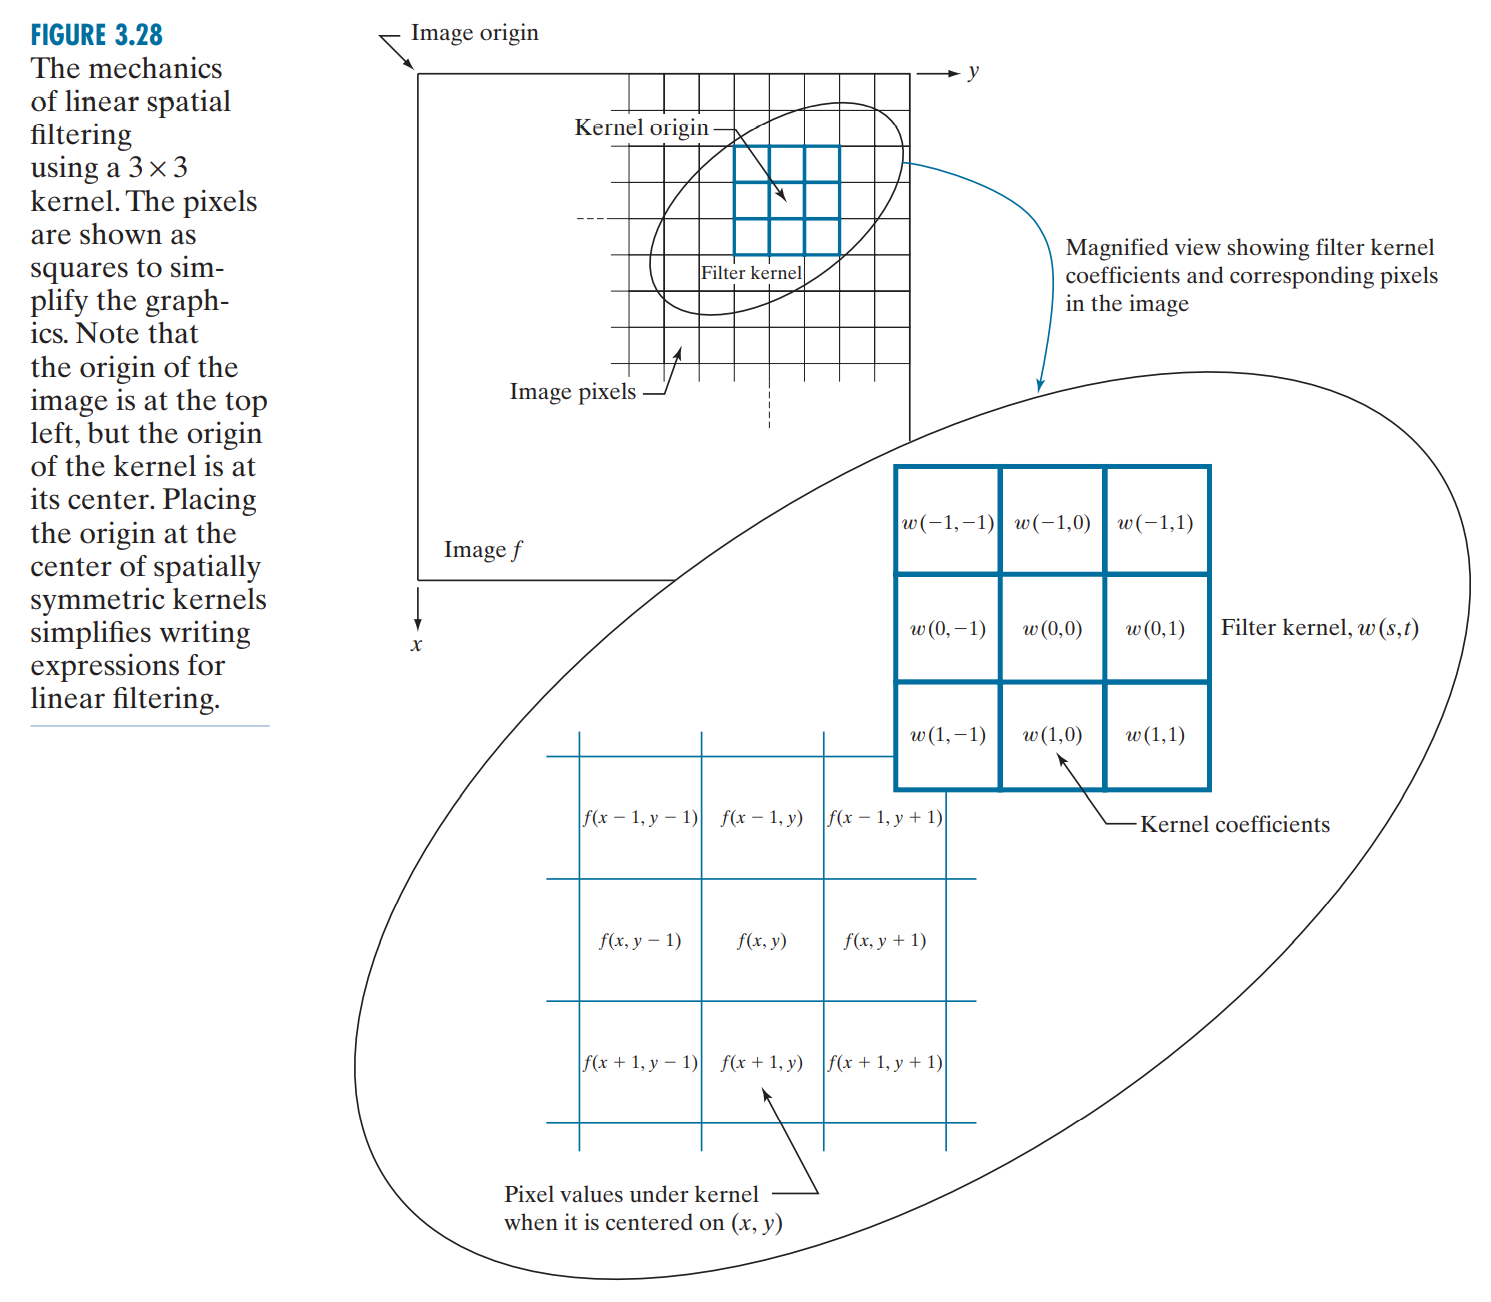 FIGURE 3.28
The mechanics
of linear spatial
filtering
using a 3 × 3
kernel. The pixels
are shown as
squares to sim-
plify the graph-
ics. Note that
the origin of the
image is at the top
left, but the origin
of the kernel is at
its center. Placing
the origin at the
center of spatially
symmetric kernels
simplifies writing
expressions for
linear filtering.
Image origin
y
Kernel origin
Filter kernel
Image pixels
Magnified view showing filter kernel
coefficients and corresponding pixels
in the image
Image f
x
w(−1,−1) w(−1,0) w(−1,1)
w(0,−1) w(0,0) w(0,1)
Filter kernel, w(s,t)
w(1,−1) w(1,0) w(1,1)
Kernel coefficients
f(x − 1, y − 1) f(x − 1, y) f(x − 1, y + 1)
f(x, y − 1) f(x, y) f(x, y + 1)
f(x + 1, y − 1) f(x + 1, y) f(x + 1, y + 1)
Pixel values under kernel
when it is centered on (x, y)